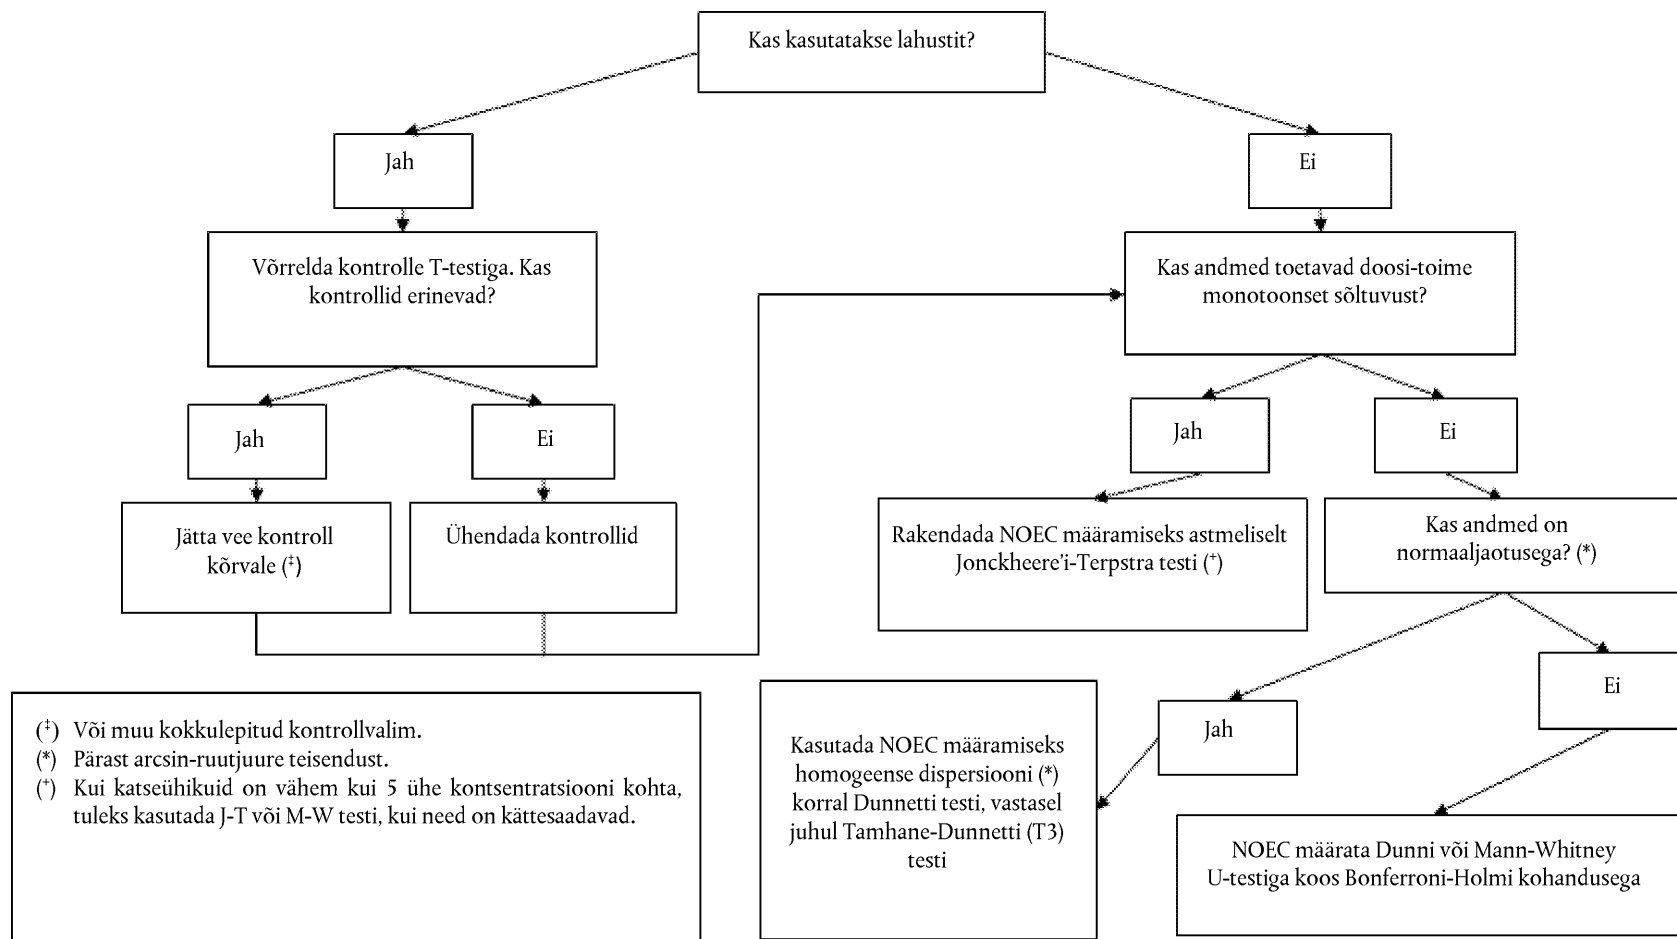 Kas kasutatakse lahustit?
Jah
Ei
Võrrelda kontrolle T-testiga. Kas
kontrollid erinevad?
Kas andmed toetavad doosi-toime
monotoonset sõltuvust?
Jah
Ei
Jah
Ei
Jätta vee kontroll
kõrvale (‡)
Ühendada kontrollid
Rakendada NOEC määramiseks astmeliselt
Jonckheere’i-Terpstra testi (⁺)
Kas andmed on
normaaljaotusega? (*)
Jah
Ei
(‡) Või muu kokkulepitud kontrollvalim.
(*) Pärast arcsin-ruutjuure teisendust.
(⁺) Kui katseühikuid on vähem kui 5 ühe kontsentratsiooni kohta,
tuleks kasutada J-T või M-W testi, kui need on kättesaadavad.
Kasutada NOEC määramiseks
homogeense dispersiooni (*)
korral Dunnetti testi, vastasel
juhul Tamhane-Dunnetti (T3)
testi
NOEC määrata Dunni või Mann-Whitney
U-testiga koos Bonferroni-Holmi kohandusega